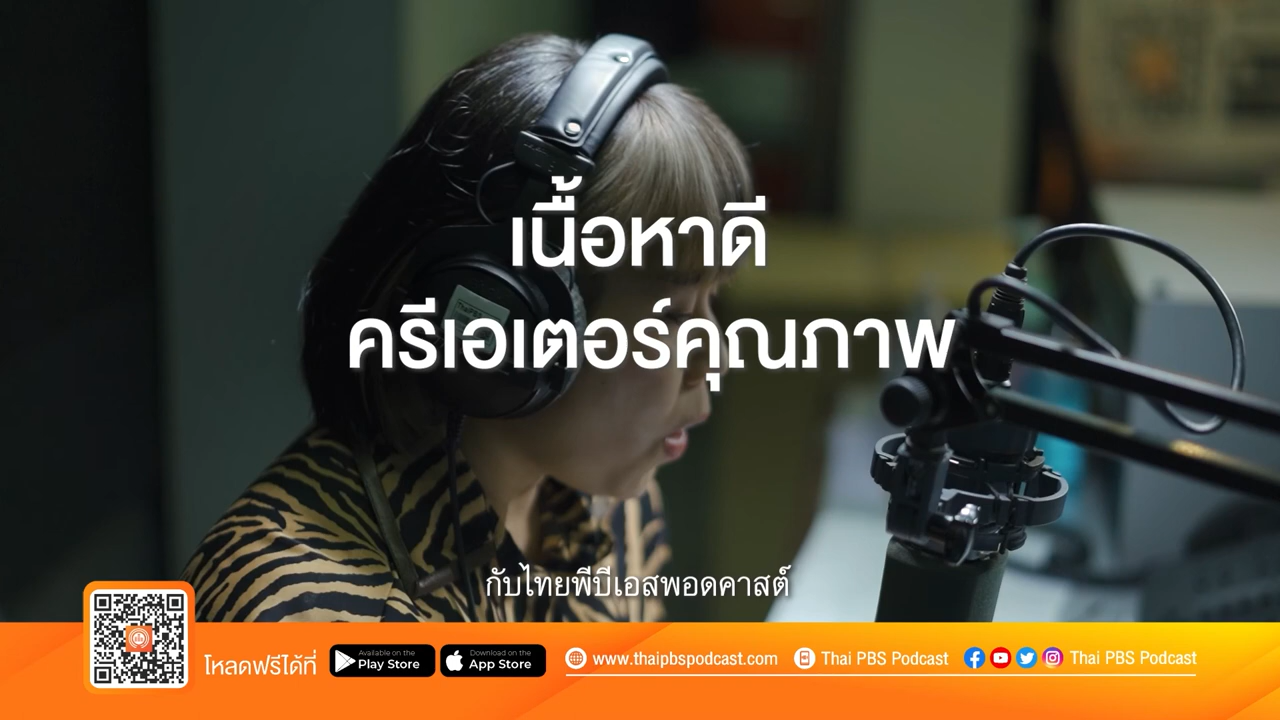 เนื้อหาดี
ครีเอเตอร์คุณภาพ
กับไทยพีบีเอสพอดคาสต์
โหลดฟรีได้ที่
Available on the
Play Store
Download on the
App Store
www.thaipbspodcast.com
Thai PBS Podcast
Thai PBS Podcast